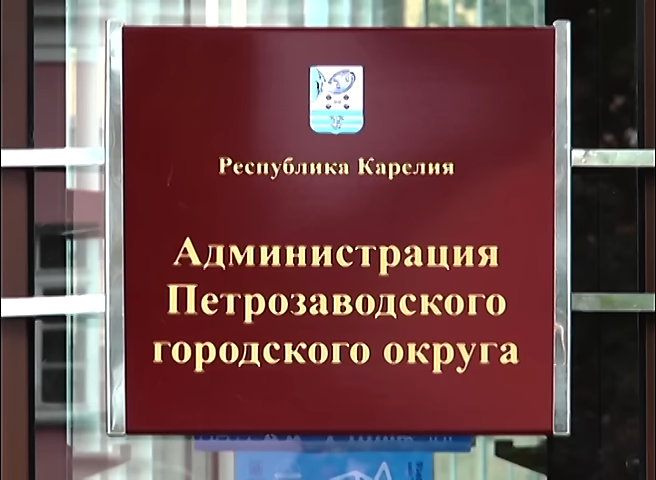 Республика Карелия
Администрация
Петрозаводского
городского округа